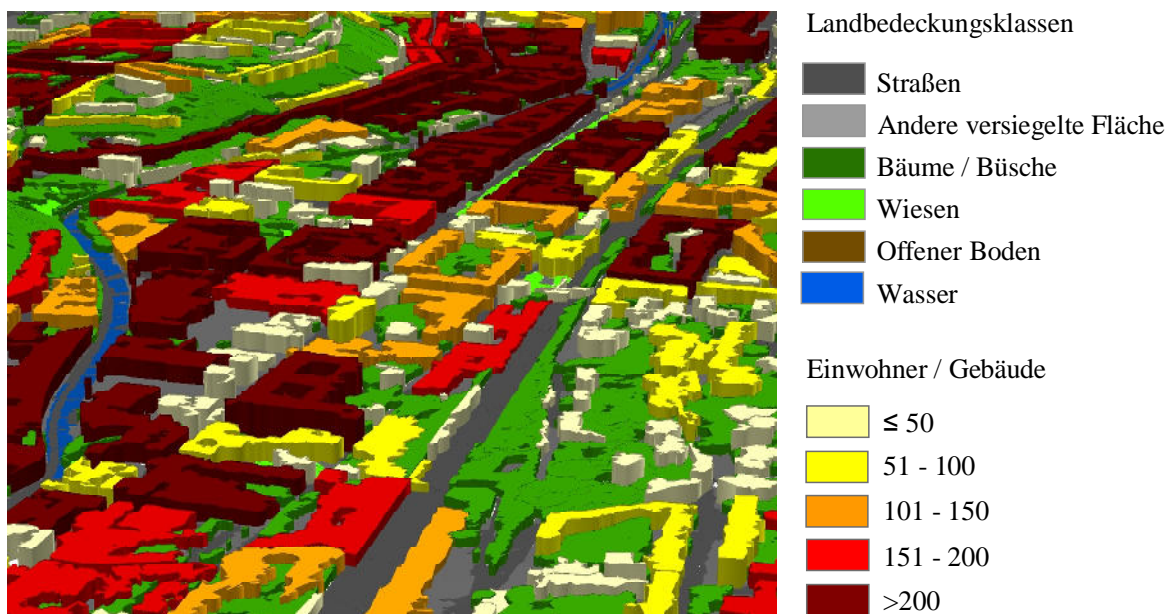 Landbedeckungsklassen
Straßen
Andere versiegelte Fläche
Bäume / Büsche
Wiesen
Offener Boden
Wasser
Einwohner / Gebäude
≤ 50
51 - 100
101 - 150
151 - 200
>200